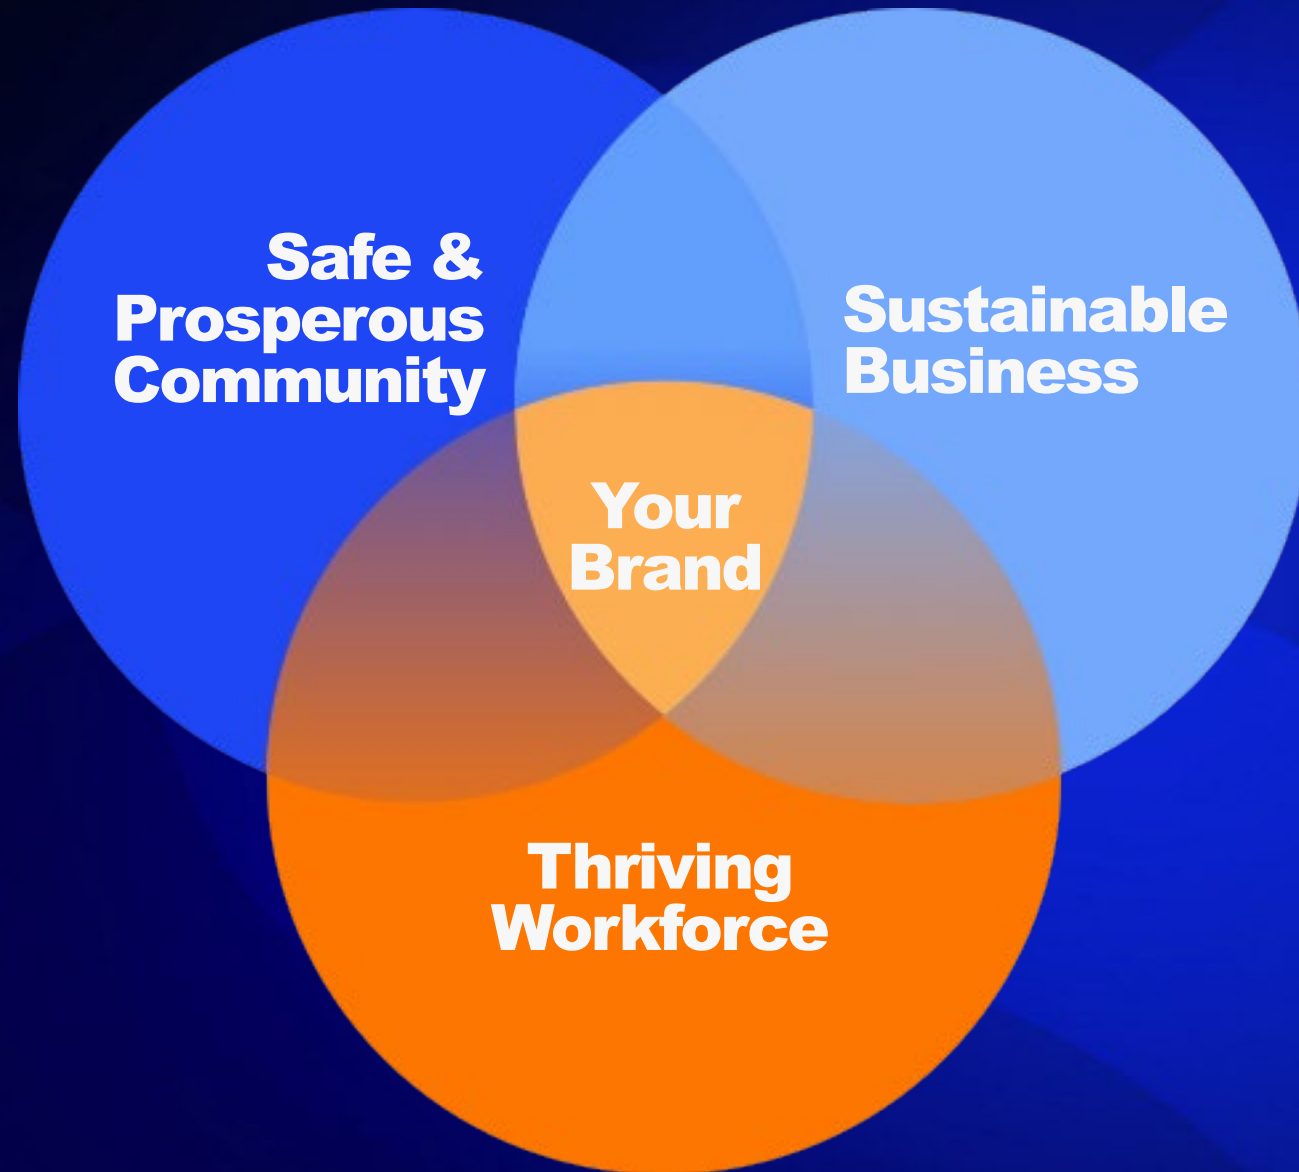 Safe &
Prosperous
Community
Sustainable
Business
Your
Brand
Thriving
Workforce